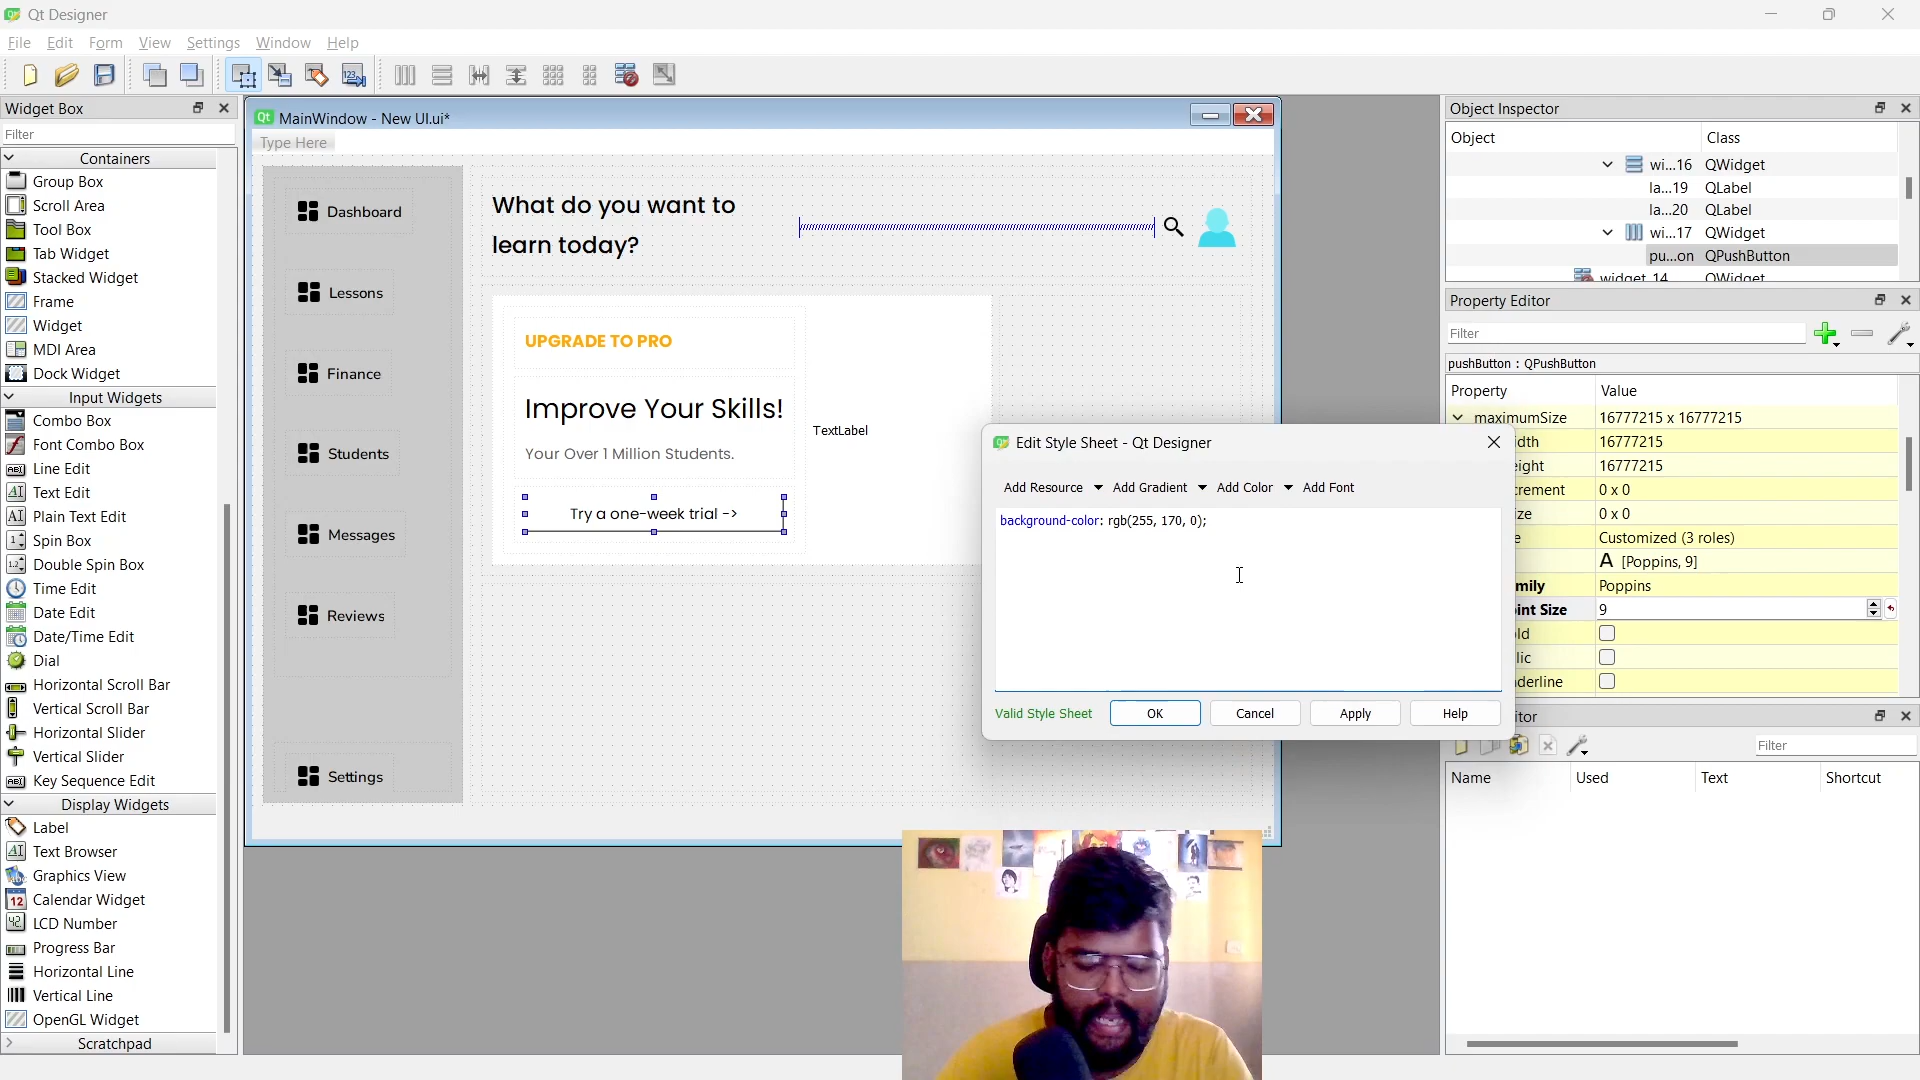 Qt Designer
File Edit Form View Settings Window Help
Widget Box
Filter
Containers
Group Box
Scroll Area
Tool Box
Tab Widget
Stacked Widget
Frame
Widget
MDI Area
Dock Widget
Input Widgets
Combo Box
Font Combo Box
Line Edit
Text Edit
Plain Text Edit
Spin Box
Double Spin Box
Time Edit
Date Edit
Date/Time Edit
Dial
Horizontal Scroll Bar
Vertical Scroll Bar
Horizontal Slider
Vertical Slider
Key Sequence Edit
Display Widgets
Label
Text Browser
Graphics View
Calendar Widget
LCD Number
Progress Bar
Horizontal Line
Vertical Line
OpenGL Widget
Scratchpad
MainWindow - New UI.ui*
Type Here
Dashboard
Lessons
Finance
Students
Messages
Reviews
Settings
What do you want to
learn today?
UPGRADE TO PRO
Improve Your Skills!
Your Over 1 Million Students.
Try a one-week trial ->
TextLabel
Edit Style Sheet - Qt Designer
Add Resource Add Gradient Add Color Add Font
background-color: rgb(255, 170, 0);
Valid Style Sheet OK Cancel Apply Help
Object Inspector
Object Class
wi...16 QWidget
la...19 QLabel
la...20 QLabel
wi...17 QWidget
pu...on QPushButton
widget 14 QWidget
Property Editor
Filter
pushButton : QPushButton
Property Value
maximumSize 16777215 x 16777215
idth 16777215
eight 16777215
crement 0 x 0
ze 0 x 0
e Customized (3 roles)
A [Poppins, 9]
mily Poppins
int Size 9
ld
lic
derline
itor
Filter
Name Used Text Shortcut